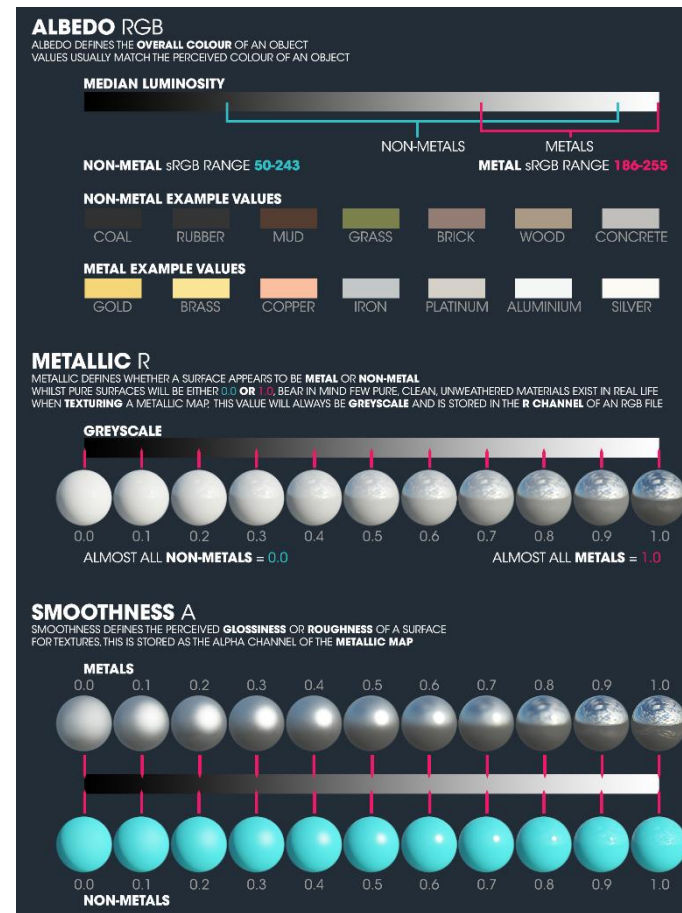 ALBEDO RGB
ALBEDO DEFINES THE OVERALL COLOUR OF AN OBJECT
VALUES USUALLY MATCH THE PERCEIVED COLOUR OF AN OBJECT
MEDIAN LUMINOSITY
NON-METALS METALS
NON-METAL sRGB RANGE 50-243 METAL sRGB RANGE 186-255
NON-METAL EXAMPLE VALUES
COAL RUBBER MUD GRASS BRICK WOOD CONCRETE
METAL EXAMPLE VALUES
GOLD BRASS COPPER IRON PLATINUM ALUMINIUM SILVER
METALLIC R
METALLIC DEFINES WHETHER A SURFACE APPEARS TO BE METAL OR NON-METAL
WHILST PURE SURFACES WILL BE EITHER 0.0 OR 1.0, BEAR IN MIND FEW PURE, CLEAN, UNWEATHERED MATERIALS EXIST IN REAL LIFE
WHEN TEXTURING A METALLIC MAP, THIS VALUE WILL ALWAYS BE GREYSCALE AND IS STORED IN THE R CHANNEL OF AN RGB FILE
GREYSCALE
0.0 0.1 0.2 0.3 0.4 0.5 0.6 0.7 0.8 0.9 1.0
ALMOST ALL NON-METALS = 0.0 ALMOST ALL METALS = 1.0
SMOOTHNESS A
SMOOTHNESS DEFINES THE PERCEIVED GLOSSINESS OR ROUGHNESS OF A SURFACE
FOR TEXTURES, THIS IS STORED AS THE ALPHA CHANNEL OF THE METALLIC MAP
METALS
0.0 0.1 0.2 0.3 0.4 0.5 0.6 0.7 0.8 0.9 1.0
0.0 0.1 0.2 0.3 0.4 0.5 0.6 0.7 0.8 0.9 1.0
NON-METALS